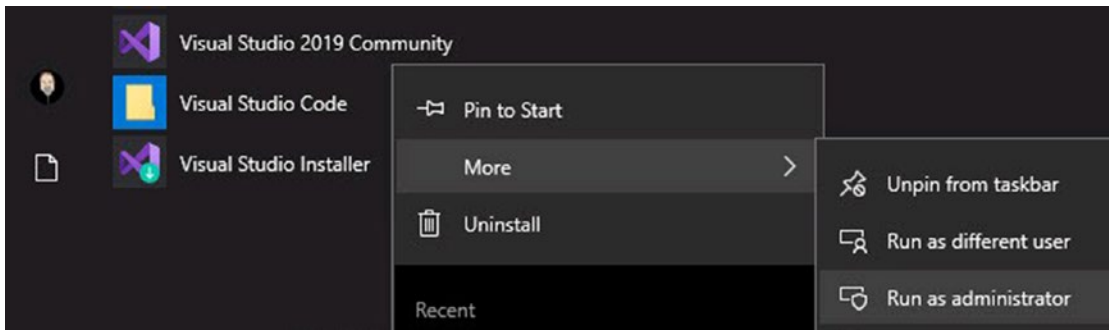 Visual Studio 2019 Community
Visual Studio Code
Visual Studio Installer
Pin to Start
More
Uninstall
Recent
Unpin from taskbar
Run as different user
Run as administrator